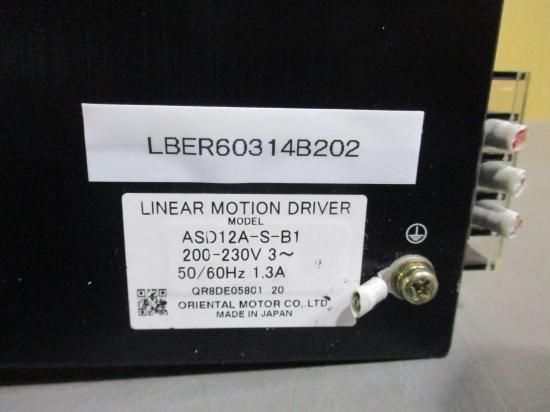 LBER60314B202
LINEAR MOTION DRIVER
MODEL
ASD12A-S-B1
200-230V 3~
50/60Hz 1.3A
QR8DE058C1 20
ORIENTAL MOTOR CO.,LTD.
MADE IN JAPAN